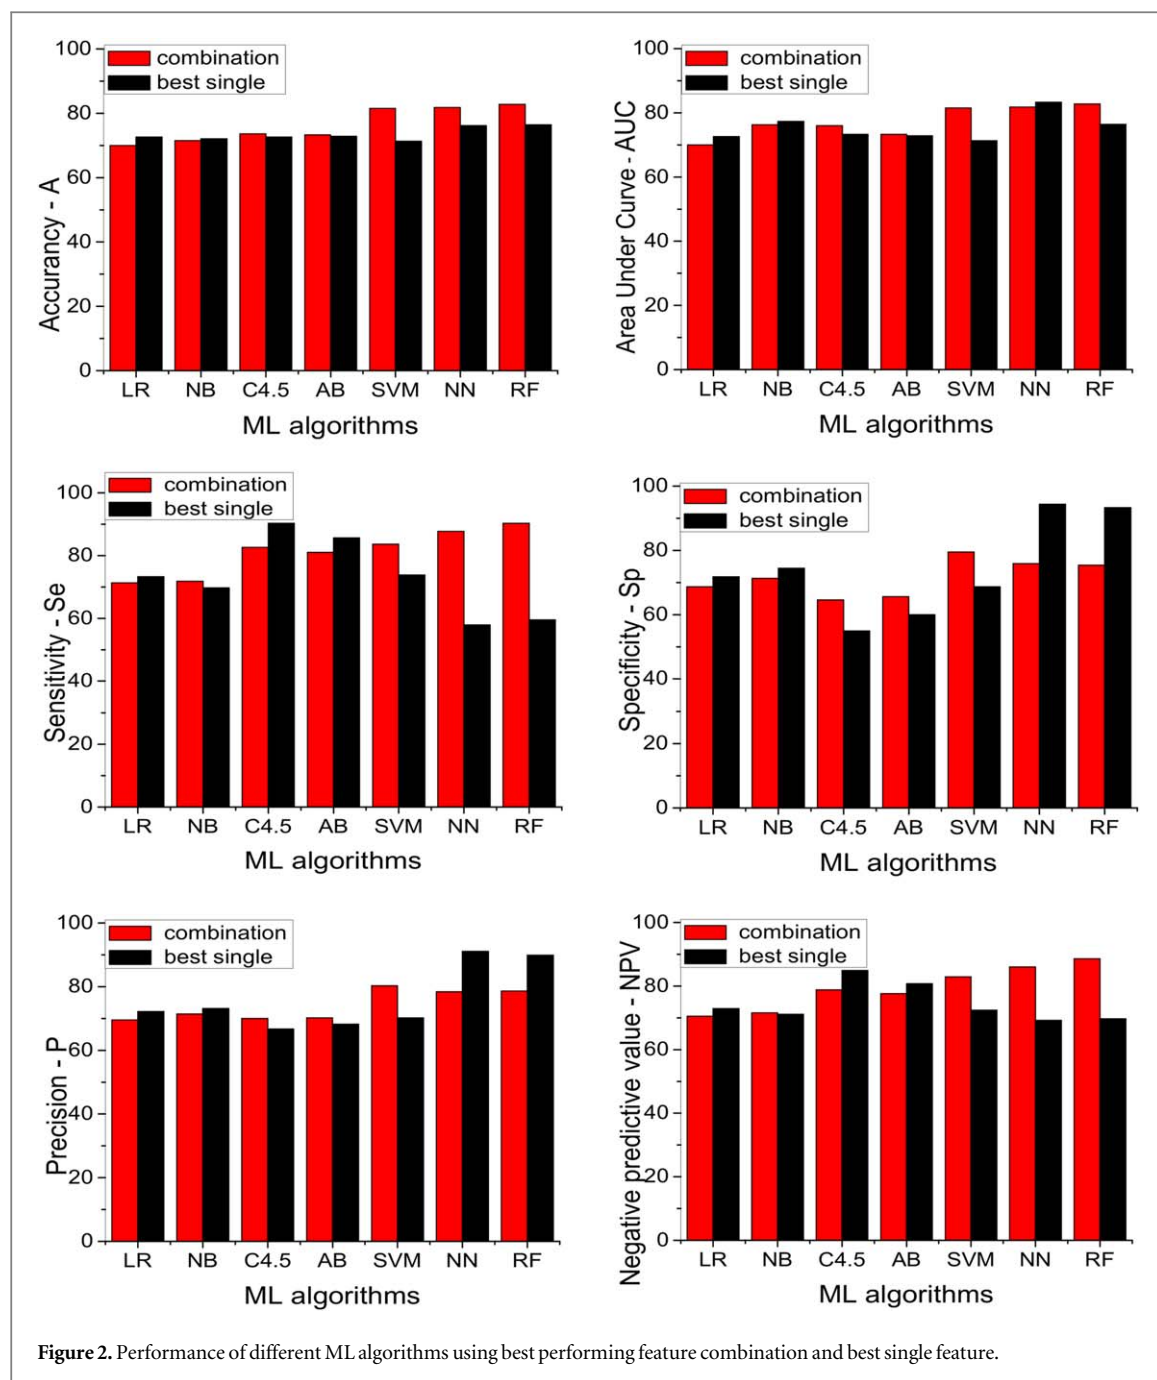 100
80
60
40
20
0
Accurancy - A
combination
best single
LR NB C4.5 AB SVM NN RF
ML algorithms
100
80
60
40
20
0
Area Under Curve - AUC
combination
best single
LR NB C4.5 AB SVM NN RF
ML algorithms
100
80
60
40
20
0
Sensitivity - Se
combination
best single
LR NB C4.5 AB SVM NN RF
ML algorithms
100
80
60
40
20
0
Specificity - Sp
combination
best single
LR NB C4.5 AB SVM NN RF
ML algorithms
100
80
60
40
20
0
Precision - P
combination
best single
LR NB C4.5 AB SVM NN RF
ML algorithms
100
80
60
40
20
0
Negative predictive value - NPV
combination
best single
LR NB C4.5 AB SVM NN RF
ML algorithms
Figure 2. Performance of different ML algorithms using best performing feature combination and best single feature.